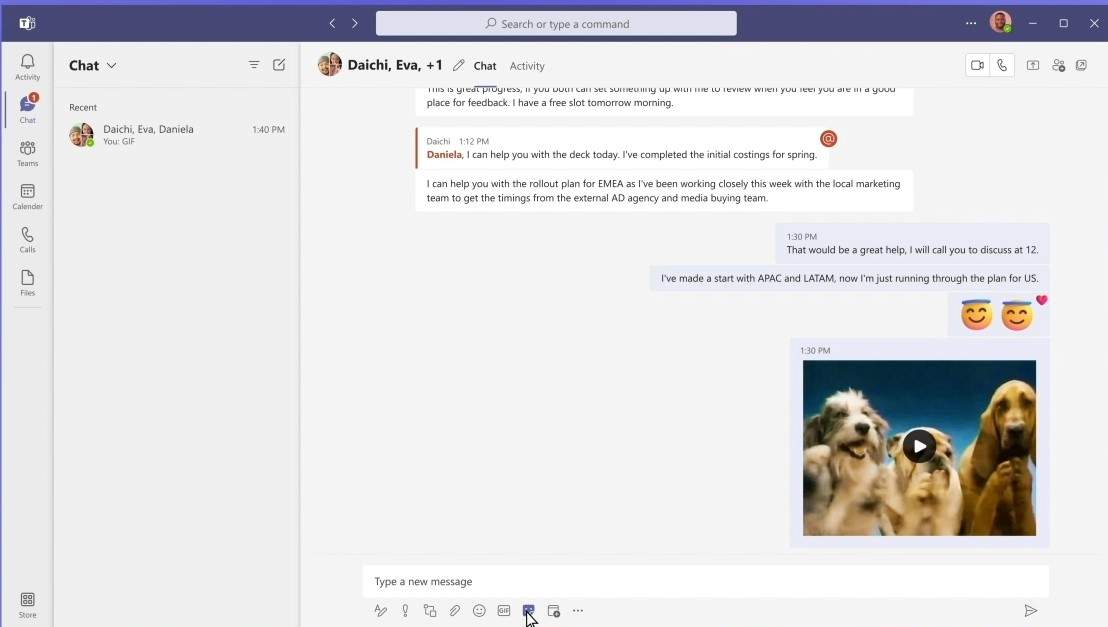 Search or type a command
Activity
Chat
1
Teams
Calender
Calls
Files
Store
Chat
Recent
Daichi, Eva, Daniela
1:40 PM
You: GIF
Daichi, Eva, +1
Chat
Activity
This is great progress, if you both can set something up with me to review when you feel you are in a good
place for feedback. I have a free slot tomorrow morning.
Daichi 1:12 PM
@
Daniela, I can help you with the deck today. I've completed the initial costings for spring.
I can help you with the rollout plan for EMEA as I've been working closely this week with the local marketing
team to get the timings from the external AD agency and media buying team.
1:30 PM
That would be a great help, I will call you to discuss at 12.
I've made a start with APAC and LATAM, now I'm just running through the plan for US.
1:30 PM
Type a new message
GIF